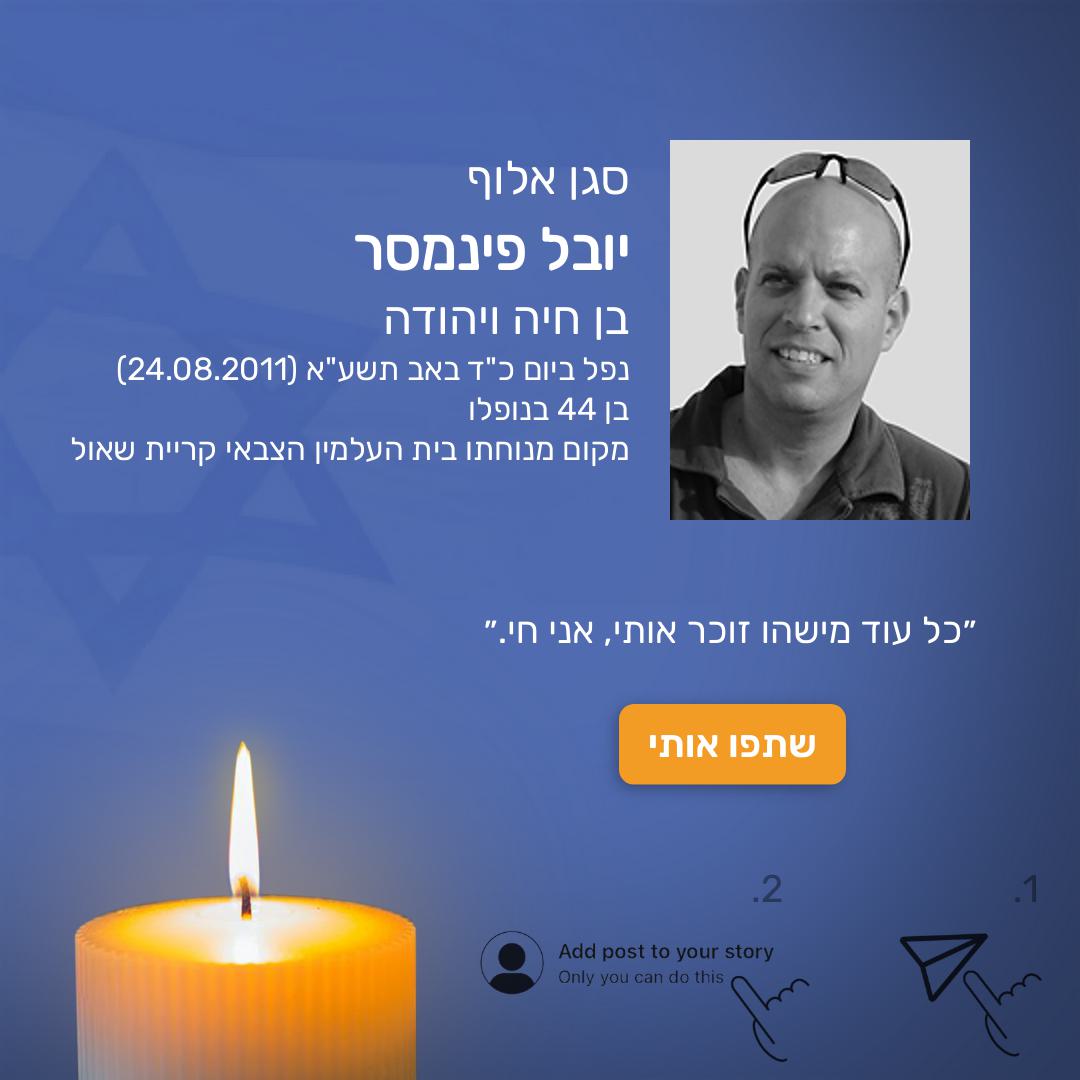 סגן אלוף
יובל פינמסר
בן חיה ויהודה
נפל ביום כ"ד באב תשע"א (24.08.2011)
בן 44 בנופלו
מקום מנוחתו בית העלמין הצבאי קריית שאול
״כל עוד מישהו זוכר אותי, אני חי.״
שתפו אותי
1.
2.
Add post to your story
Only you can do this